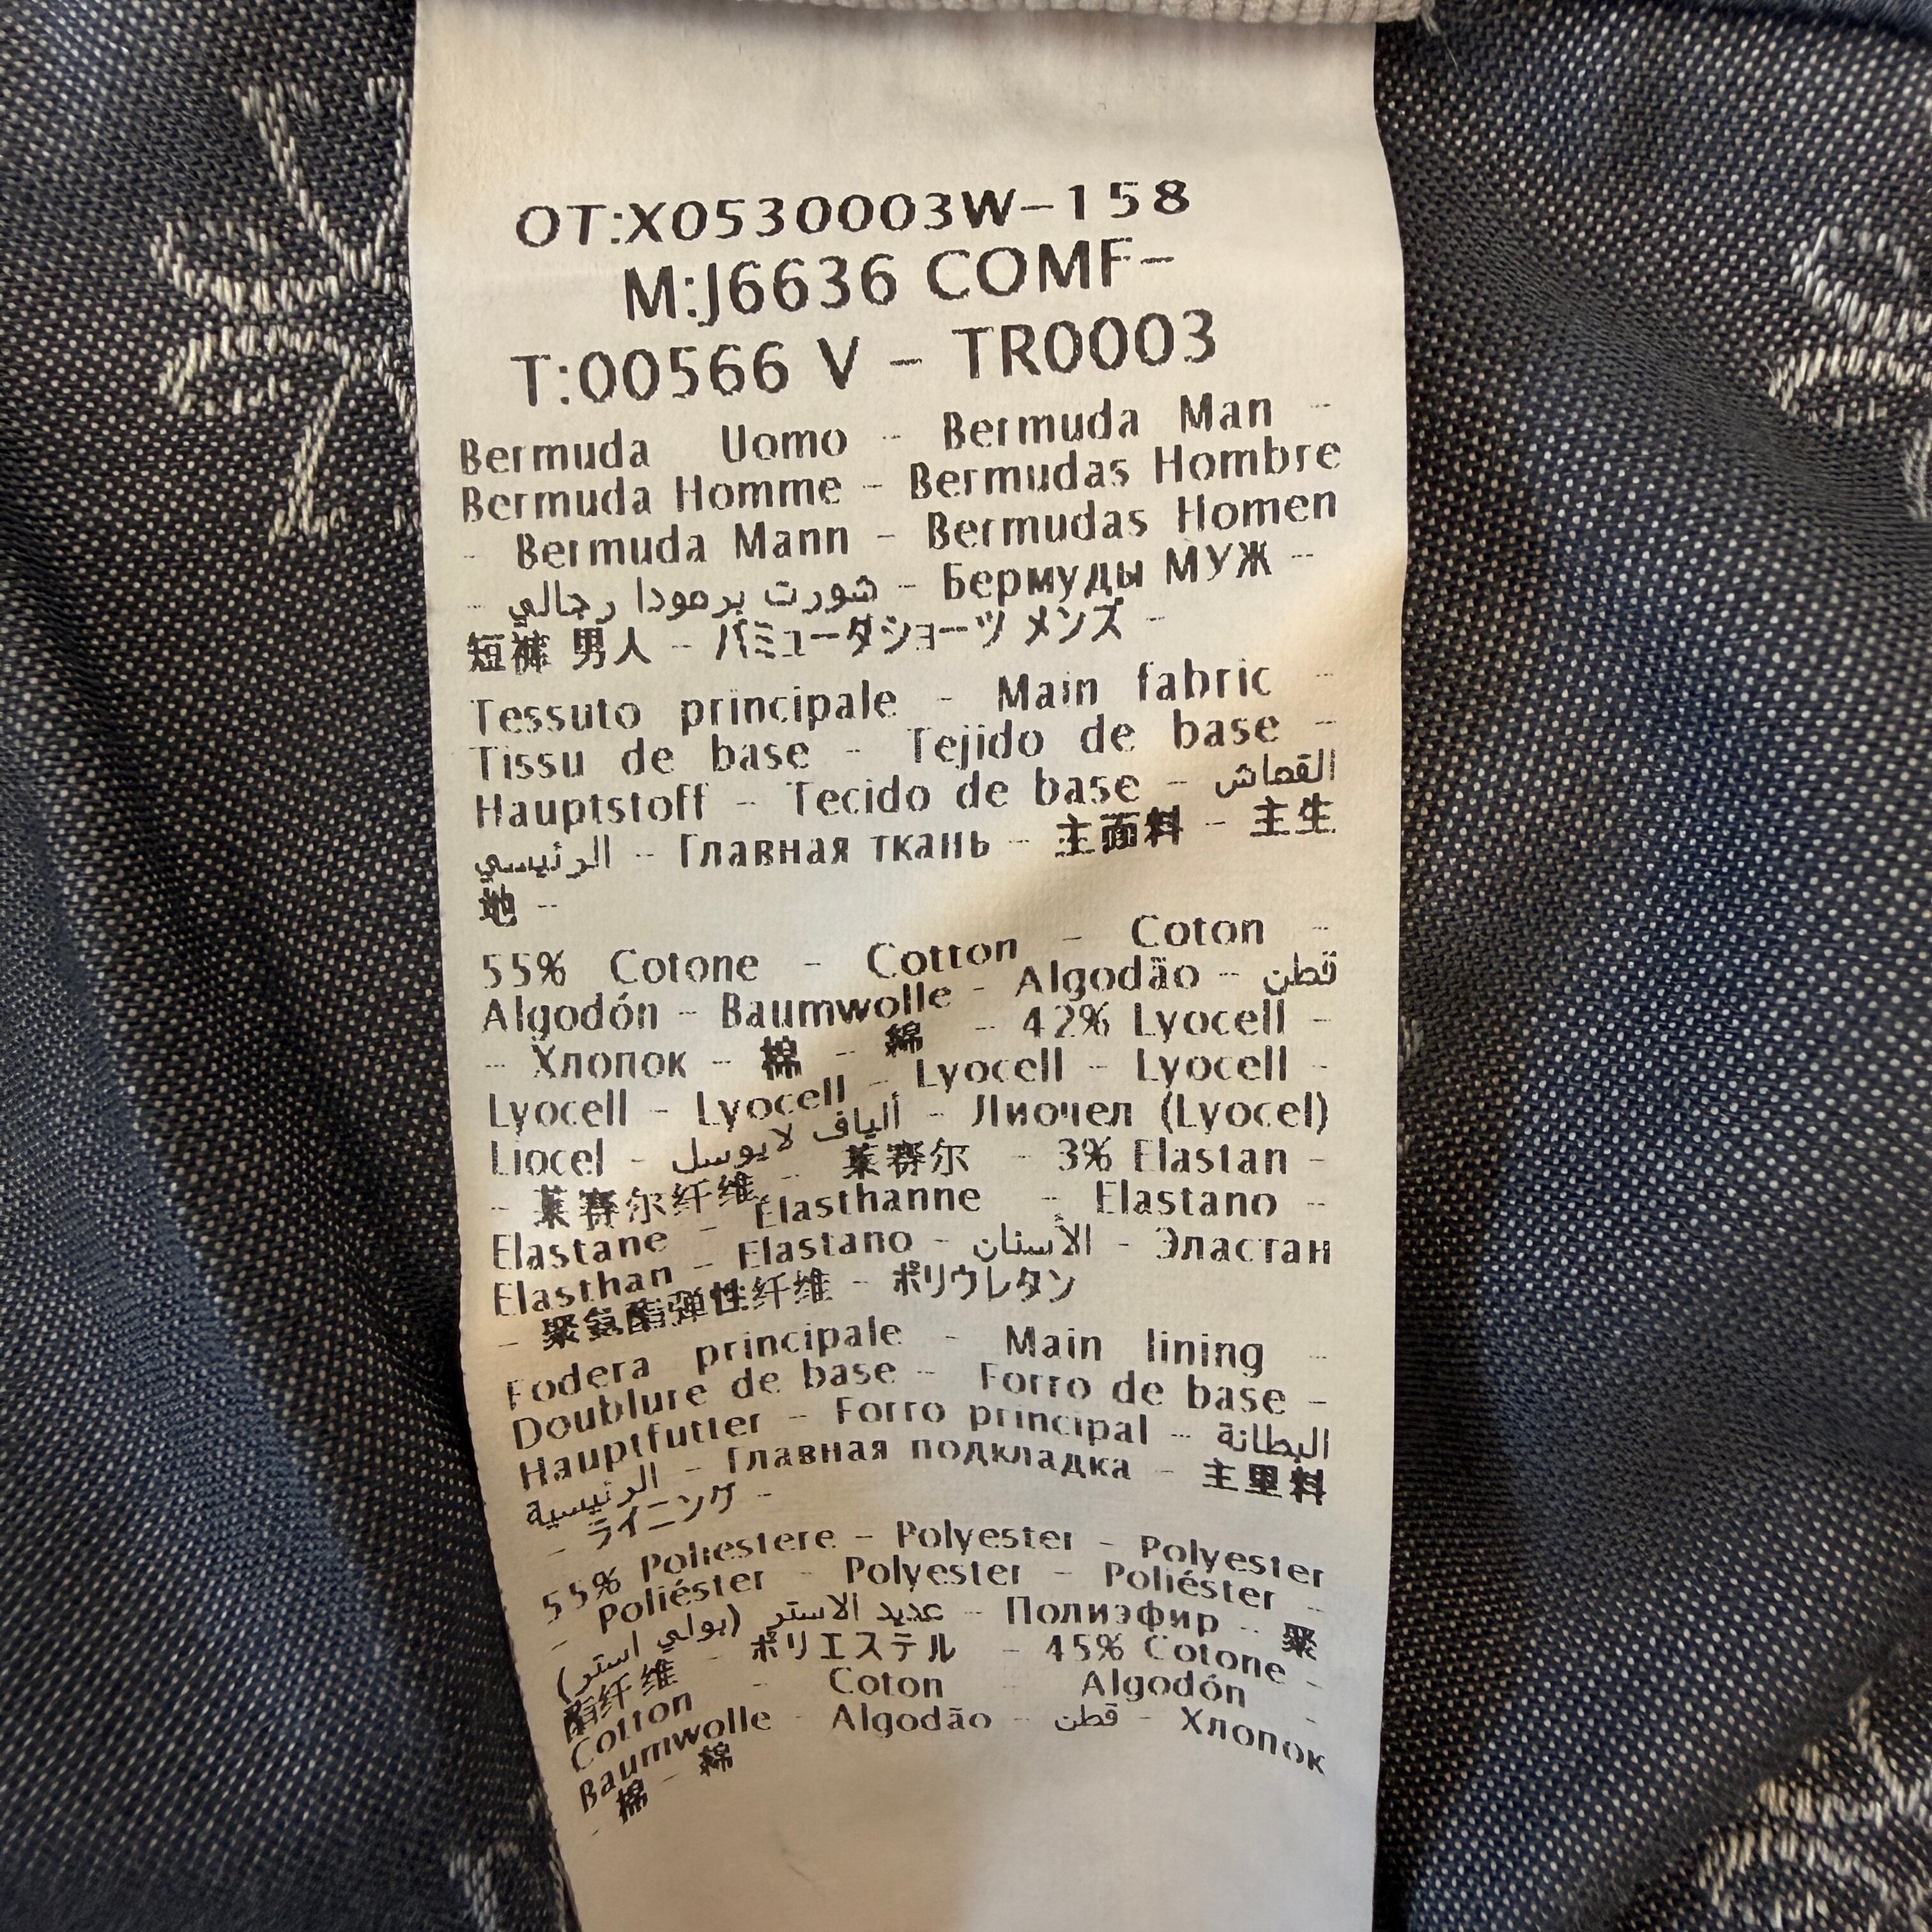 OT:X0530003W-158
M:J6636 COMF-
T:00566 V - TR0003
Bermuda Uomo - Bermuda Man -
Bermuda Homme - Bermudas Hombre
- Bermuda Mann - Bermudas Homen
- شورت برمودا رجالي - Бермуды МУЖ -
短褲 男人 - バミューダショーツ メンズ -
Tessuto principale - Main fabric -
Tissu de base - Tejido de base -
Hauptstoff - Tecido de base - القماش
الرئيسي - Главная ткань - 主面料 - 主生
地 -
55% Cotone - Cotton - Coton -
Algodón - Baumwolle - Algodão - قطن
- Хлопок - 棉 - 綿 - 42% Lyocell -
Lyocell - Lyocell - Lyocell - Lyocell -
Liocel - ألياف لايوسل - Лиочел (Lyocel)
- 莱赛尔纤维 - 莱赛尔 - 3% Elastan -
Elastane - Élasthanne - Elastano -
Elasthan - Elastano - الأستان - Эластан
- 聚氨酯弹性纤维 - ポリウレタン
Fodera principale - Main lining -
Doublure de base - Forro de base -
Hauptfutter - Forro principal - البطانة
الرئيسية - Главная подкладка - 主里料
- ライニング -
55% Poliestere - Polyester - Polyester
- Poliéster - Polyester - Poliéster -
عديد الاستر (بولي استر) - Полиэфир - 聚
酯纤维 - ポリエステル - 45% Cotone -
Cotton - Coton - Algodón -
Baumwolle - Algodão - قطن - Хлопок
- 棉 - 綿